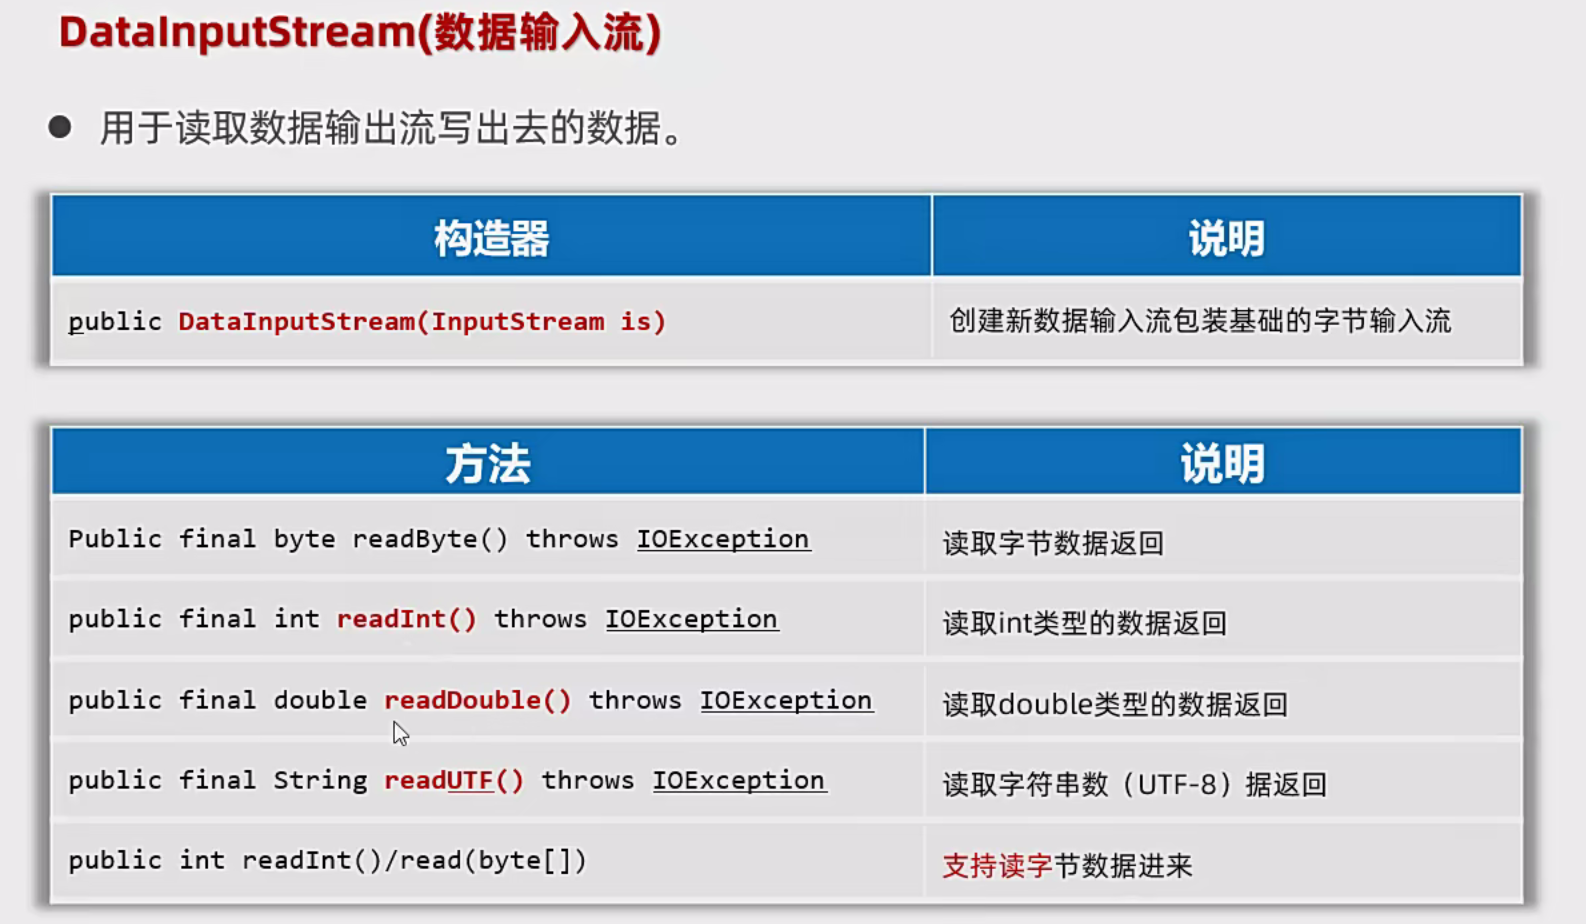 DataInputStream(数据输入流)
● 用于读取数据输出流写出去的数据。
构造器 说明
public DataInputStream(InputStream is) 创建新数据输入流包装基础的字节输入流
方法 说明
Public final byte readByte() throws IOException 读取字节数据返回
public final int readInt() throws IOException 读取int类型的数据返回
public final double readDouble() throws IOException 读取double类型的数据返回
public final String readUTF() throws IOException 读取字符串数（UTF-8）据返回
public int readInt()/read(byte[]) 支持读字节数据进来